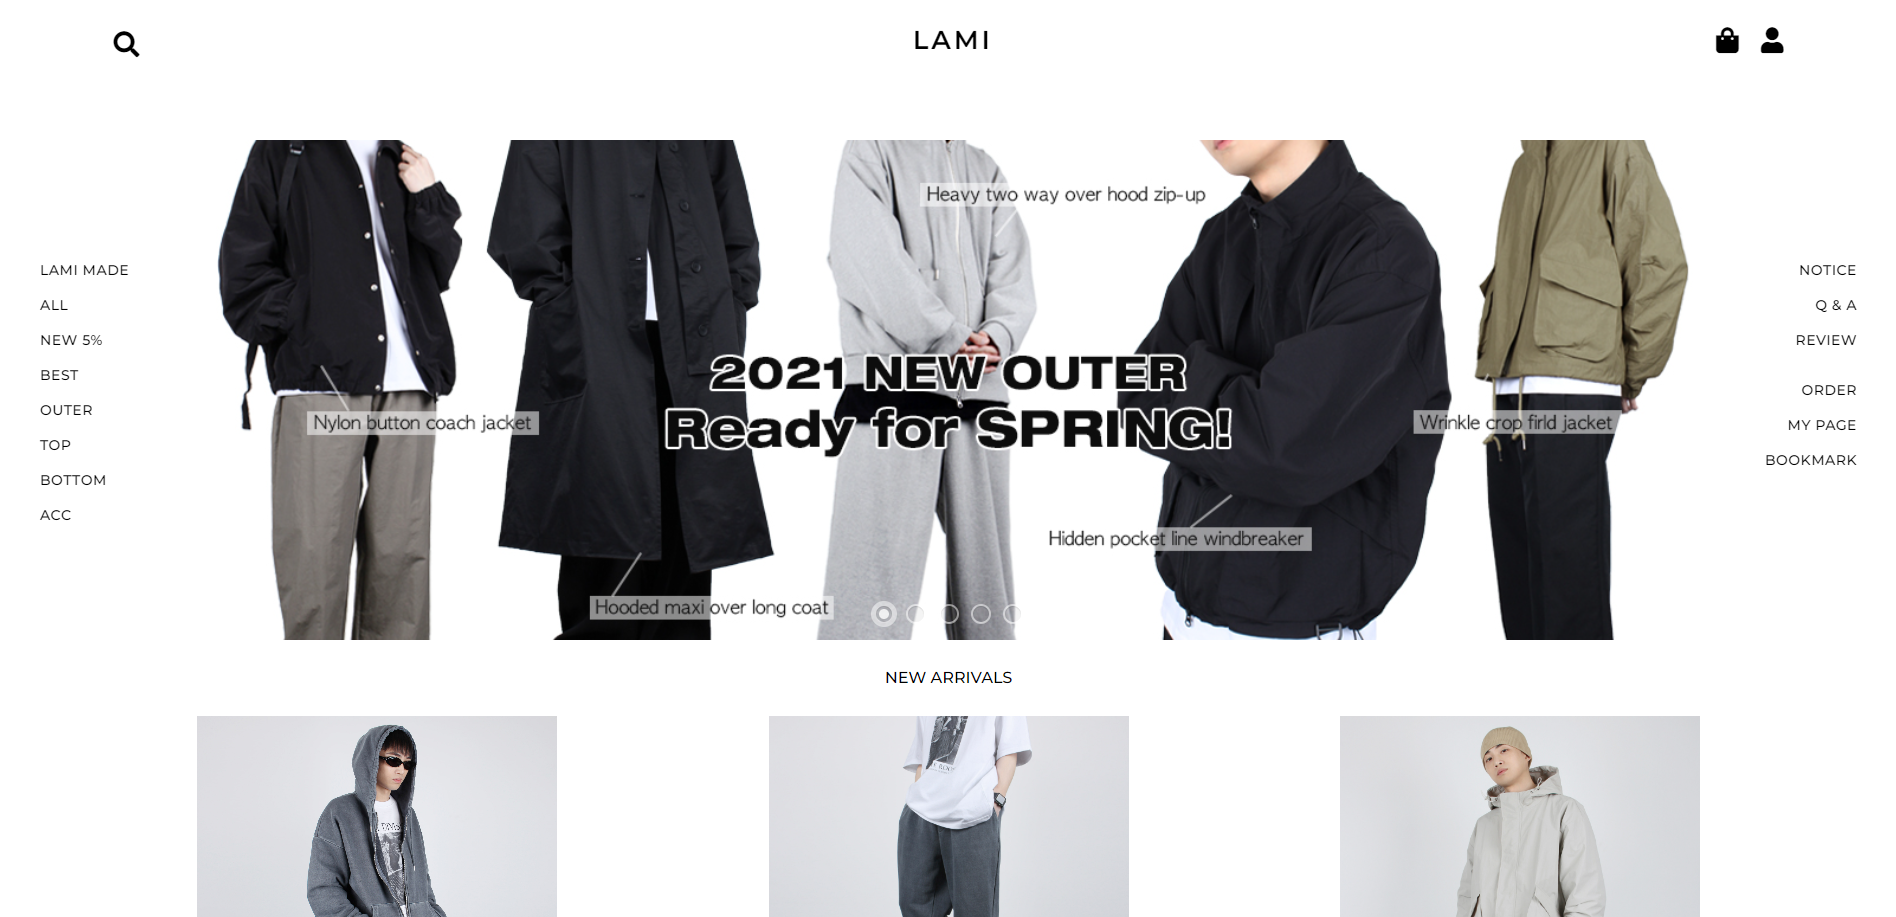 LAMI
LAMI MADE
ALL
NEW 5%
BEST
OUTER
TOP
BOTTOM
ACC
Heavy two way over hood zip-up
2021 NEW OUTER
Ready for SPRING!
Nylon button coach jacket
Wrinkle crop firld jacket
Hidden pocket line windbreaker
Hooded maxi over long coat
NOTICE
Q & A
REVIEW
ORDER
MY PAGE
BOOKMARK
NEW ARRIVALS